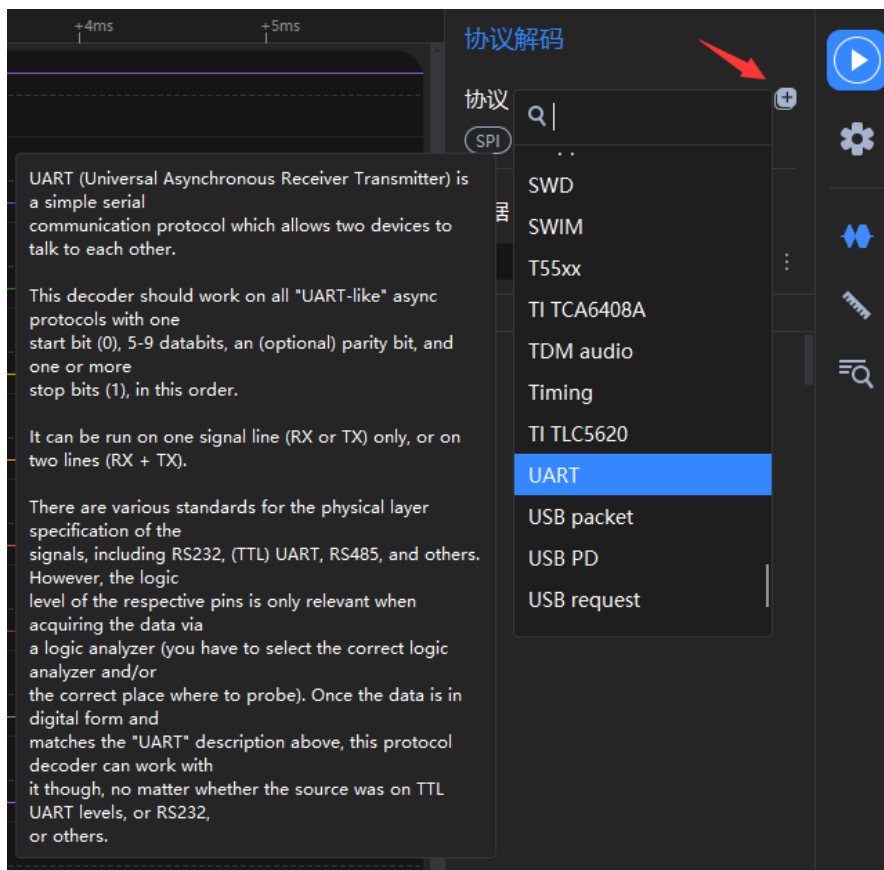 +4ms
+5ms
协议解码
协议
SPI
据
UART (Universal Asynchronous Receiver Transmitter) is
a simple serial
communication protocol which allows two devices to
talk to each other.
This decoder should work on all "UART-like" async
protocols with one
start bit (0), 5-9 databits, an (optional) parity bit, and
one or more
stop bits (1), in this order.
It can be run on one signal line (RX or TX) only, or on
two lines (RX + TX).
There are various standards for the physical layer
specification of the
signals, including RS232, (TTL) UART, RS485, and others.
However, the logic
level of the respective pins is only relevant when
acquiring the data via
a logic analyzer (you have to select the correct logic
analyzer and/or
the correct place where to probe). Once the data is in
digital form and
matches the "UART" description above, this protocol
decoder can work with
it though, no matter whether the source was on TTL
UART levels, or RS232,
or others.
SWD
SWIM
T55xx
TI TCA6408A
TDM audio
Timing
TI TLC5620
UART
USB packet
USB PD
USB request